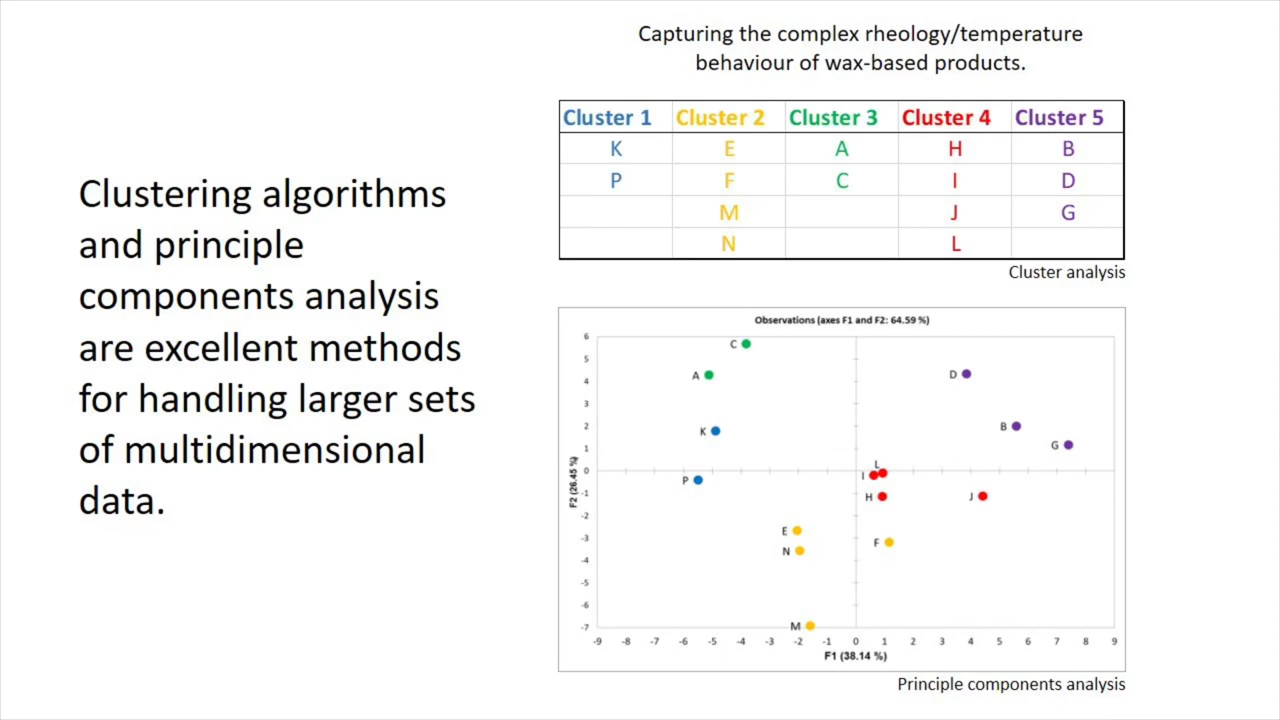 Capturing the complex rheology/temperature
behaviour of wax-based products.
Clustering algorithms
and principle
components analysis
are excellent methods
for handling larger sets
of multidimensional
data.
Cluster 1 Cluster 2 Cluster 3 Cluster 4 Cluster 5
K E A H B
P F C I D
M J G
N L
Cluster analysis
Observations (axes F1 and F2: 64.59 %)
6
5
4
3
2
1
0
-1
-2
-3
-4
-5
-6
-7
F2 (26.45 %)
C
A
D
K
B
G
L
I
P
H
J
E
F
N
M
-9 -8 -7 -6 -5 -4 -3 -2 -1 0 1 2 3 4 5 6 7 8 9
F1 (38.14 %)
Principle components analysis